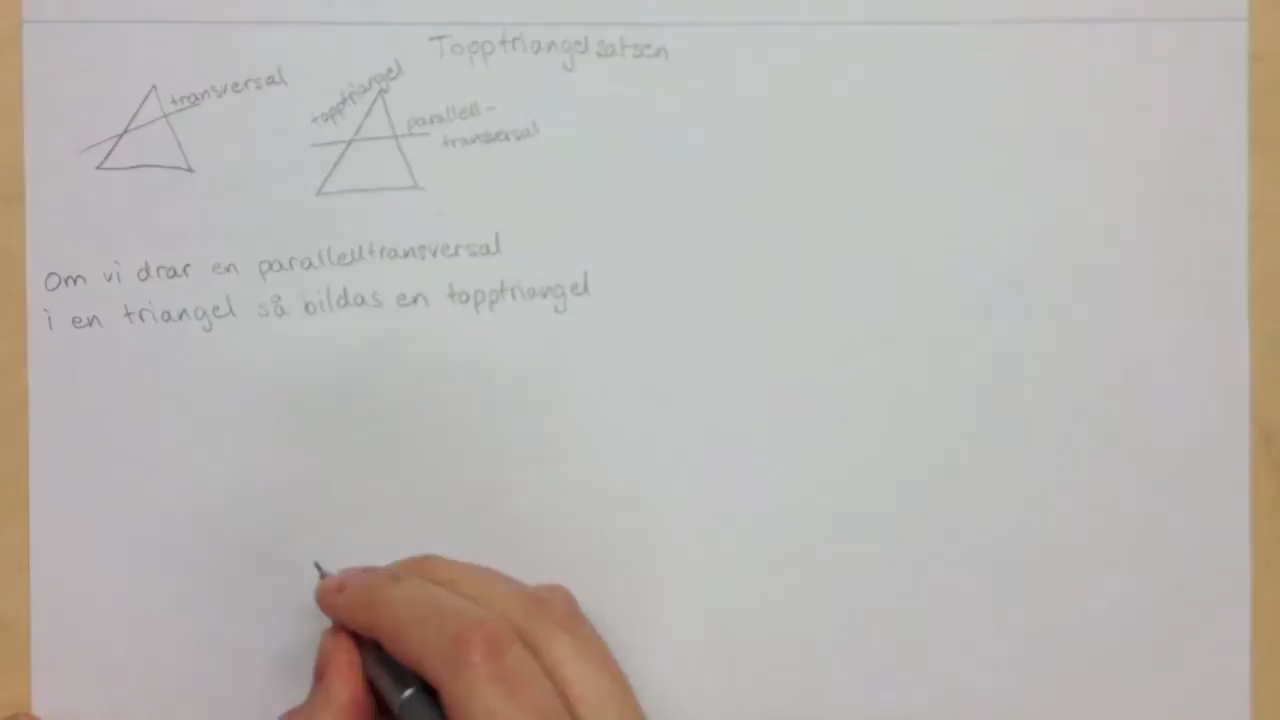 Topptriangelsatsen
transversal
topptriangel
parallell-
transversal
Om vi drar en parallelltransversal
i en triangel så bildas en topptriangel